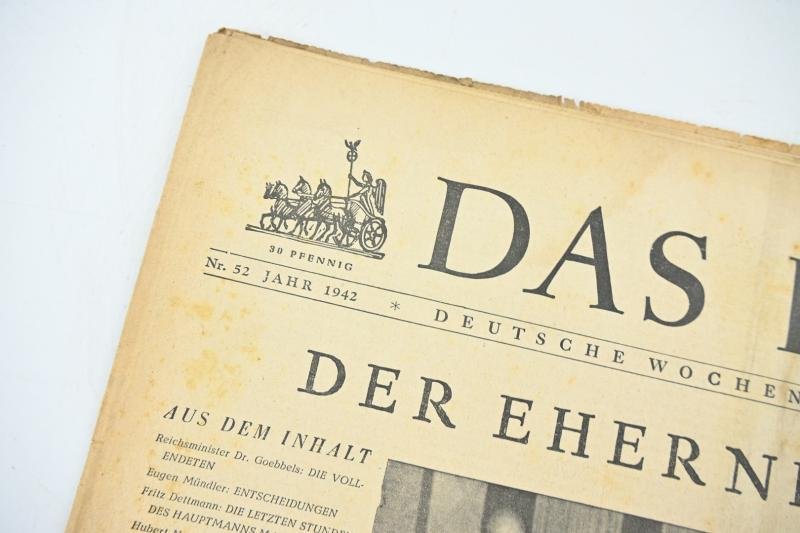 DAS
30 PFENNIG
Nr. 52 JAHR 1942 * DEUTSCHE WOCHEN
DER EHERN
AUS DEM INHALT
Reichsminister Dr. Goebbels: DIE VOLL-
ENDETEN
Eugen Mündler: ENTSCHEIDUNGEN
Fritz Dettmann: DIE LETZTEN STUNDEN
DES HAUPTMANNS
Hubert